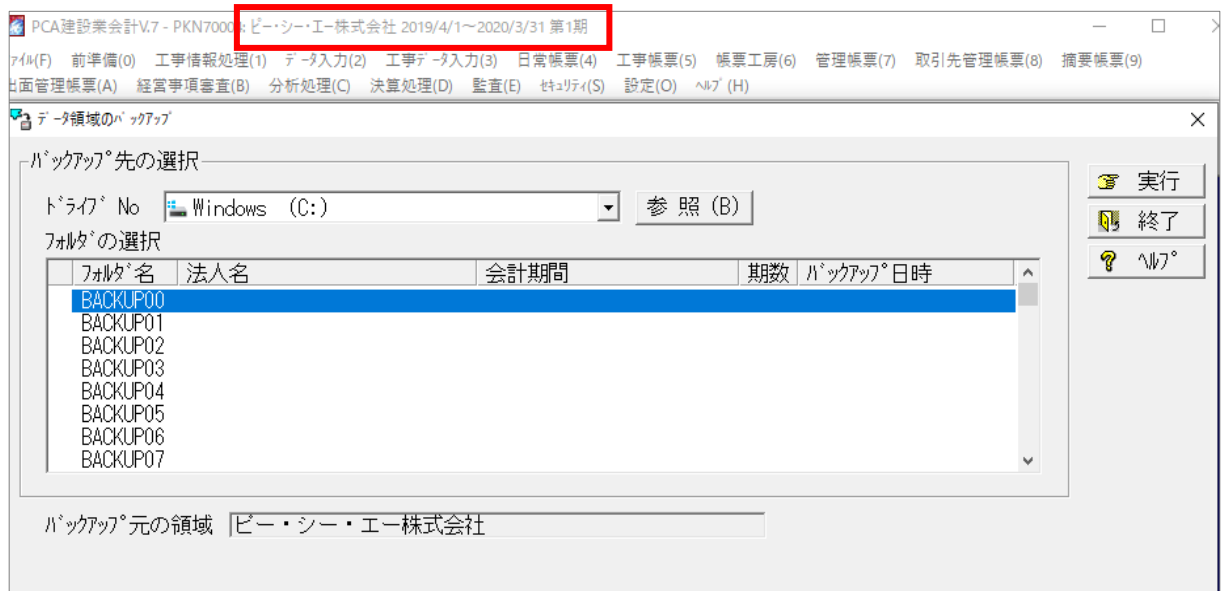 PCA建設業会計V.7 - PKN7000: ピー・シー・エー株式会社 2019/4/1～2020/3/31 第1期
ｧｲﾙ(F) 前準備(0) 工事情報処理(1) ﾃﾞｰﾀ入力(2) 工事ﾃﾞｰﾀ入力(3) 日常帳票(4) 工事帳票(5) 帳票工房(6) 管理帳票(7) 取引先管理帳票(8) 摘要帳票(9)
出面管理帳票(A) 経営事項審査(B) 分析処理(C) 決算処理(D) 監査(E) ｾｷｭﾘﾃｨ(S) 設定(O) ﾍﾙﾌﾟ(H)
ﾃﾞｰﾀ領域のﾊﾞｯｸｱｯﾌﾟ
ﾊﾞｯｸｱｯﾌﾟ先の選択
ﾄﾞﾗｲﾌﾞ No Windows (C:) 参 照 (B)
実行
終了
ﾍﾙﾌﾟ
ﾌｫﾙﾀﾞの選択
ﾌｫﾙﾀﾞ名 法人名 会計期間 期数 ﾊﾞｯｸｱｯﾌﾟ日時
BACKUP00
BACKUP01
BACKUP02
BACKUP03
BACKUP04
BACKUP05
BACKUP06
BACKUP07
ﾊﾞｯｸｱｯﾌﾟ元の領域 ピー・シー・エー株式会社